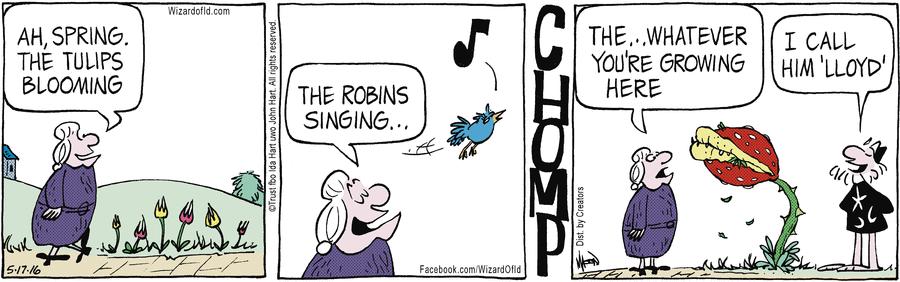 Wizardofid.com
AH, SPRING.
THE TULIPS
BLOOMING
5-17-16
©Trust fbo Ida Hart uwo John Hart. All rights reserved.
THE ROBINS
SINGING...
Facebook.com/WizardOfId
CHOMP
Dist. by Creators
THE...WHATEVER
YOU'RE GROWING
HERE
I CALL
HIM 'LLOYD'